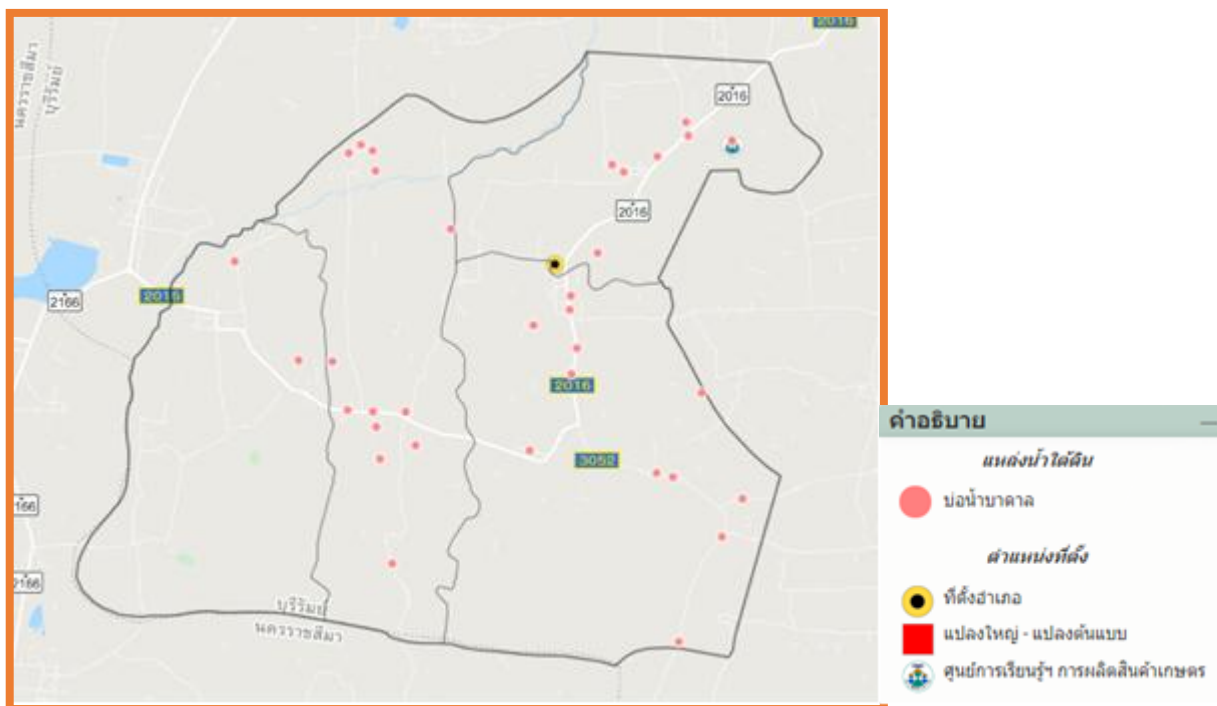 2016
นครราชสีมา
บุรีรัมย์
2016
2016
2166
2016
2016
3052
2166
2166
บุรีรัมย์
นครราชสีมา
คำอธิบาย
แหล่งน้ำใต้ดิน
บ่อน้ำบาดาล
ตำแหน่งที่ตั้ง
ที่ตั้งอำเภอ
แปลงใหญ่ - แปลงต้นแบบ
ศูนย์การเรียนรู้ฯ การผลิตสินค้าเกษตร